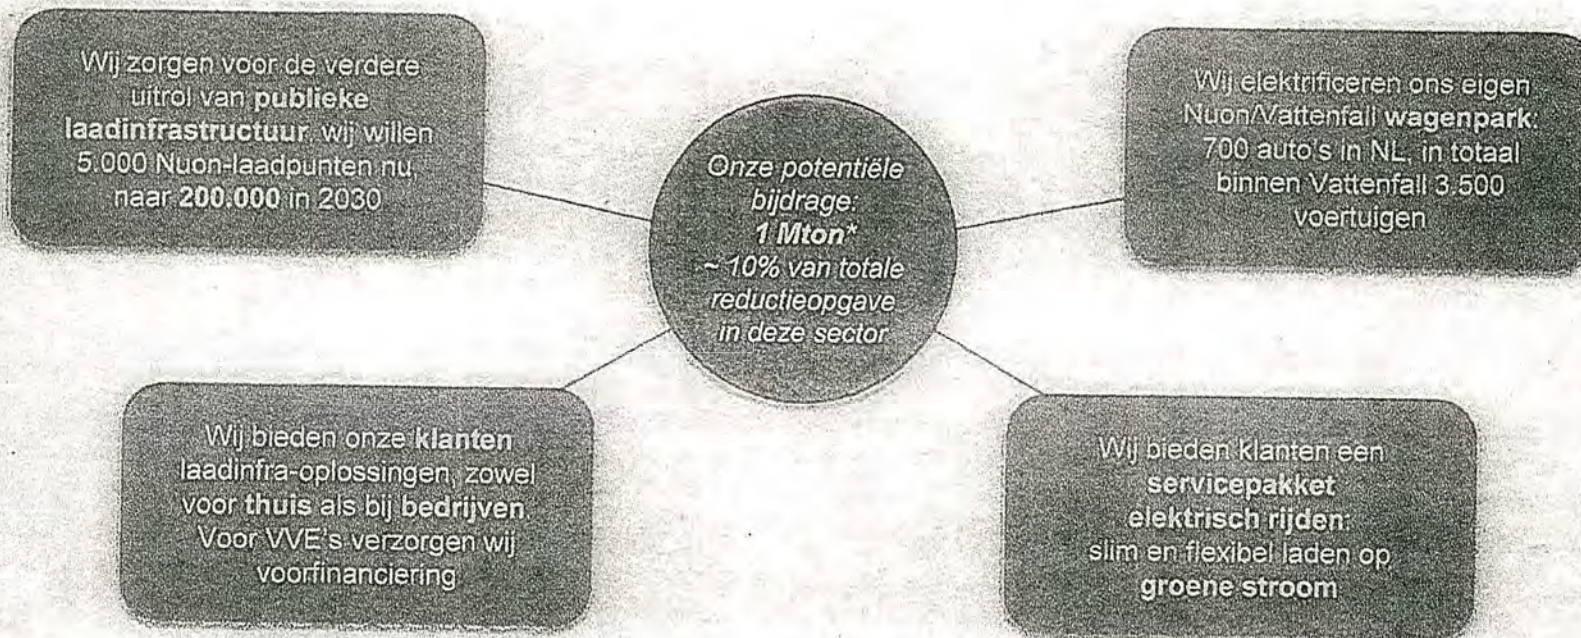 Wij zorgen voor de verdere
uitrol van publieke
laadinfrastructuur, wij willen
5.000 Nuon-laadpunten nu,
naar 200.000 in 2030
Onze potentiële
bijdrage:
1 Mton*
~ 10% van totale
reductieopgave
in deze sector
Wij elektrificeren ons eigen
Nuon/Vattenfall wagenpark:
700 auto's in NL, in totaal
binnen Vattenfall 3.500
voertuigen
Wij bieden onze klanten
laadinfra-oplossingen, zowel
voor thuis als bij bedrijven.
Voor VVE's verzorgen wij
voorfinanciering
Wij bieden klanten een
servicepakket
elektrisch rijden:
slim en flexibel laden op
groene stroom